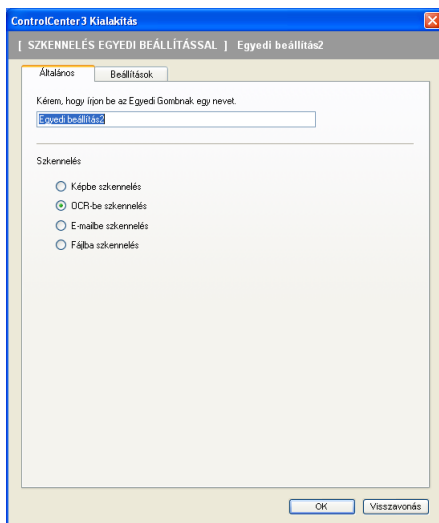 ControlCenter3 Kialakítás
[ SZKENNELÉS EGYEDI BEÁLLÍTÁSSAL ] Egyedi beállítás2
Általános Beállítások
Kérem, hogy írjon be az Egyedi Gombnak egy nevet.
Egyedi beállítás2
Szkennelés
Képbe szkennelés
OCR-be szkennelés
E-mailbe szkennelés
Fájlba szkennelés
OK Visszavonás